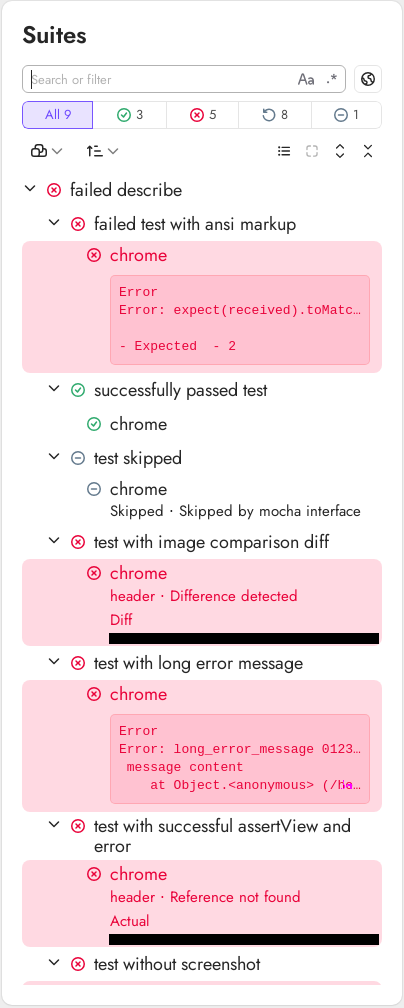 Suites
Search or filter Aa .*
All 9 3 5 8 1
failed describe
failed test with ansi markup
chrome
Error
Error: expect(received).toMatc…
- Expected  - 2
successfully passed test
chrome
test skipped
chrome
Skipped · Skipped by mocha interface
test with image comparison diff
chrome
header · Difference detected
Diff
test with long error message
chrome
Error
Error: long_error_message 0123…
message content
at Object.<anonymous> (/
test with successful assertView and
error
chrome
header · Reference not found
Actual
test without screenshot